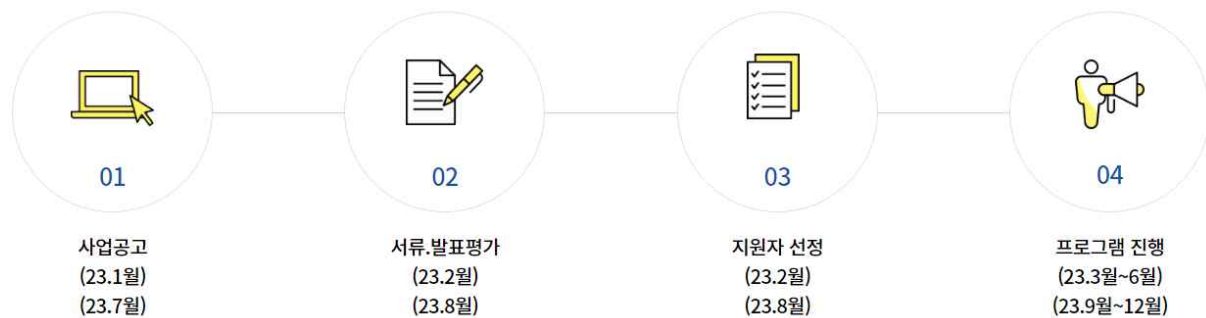 01
사업공고
(23.1월)
(23.7월)
02
서류.발표평가
(23.2월)
(23.8월)
03
지원자 선정
(23.2월)
(23.8월)
04
프로그램 진행
(23.3월~6월)
(23.9월~12월)